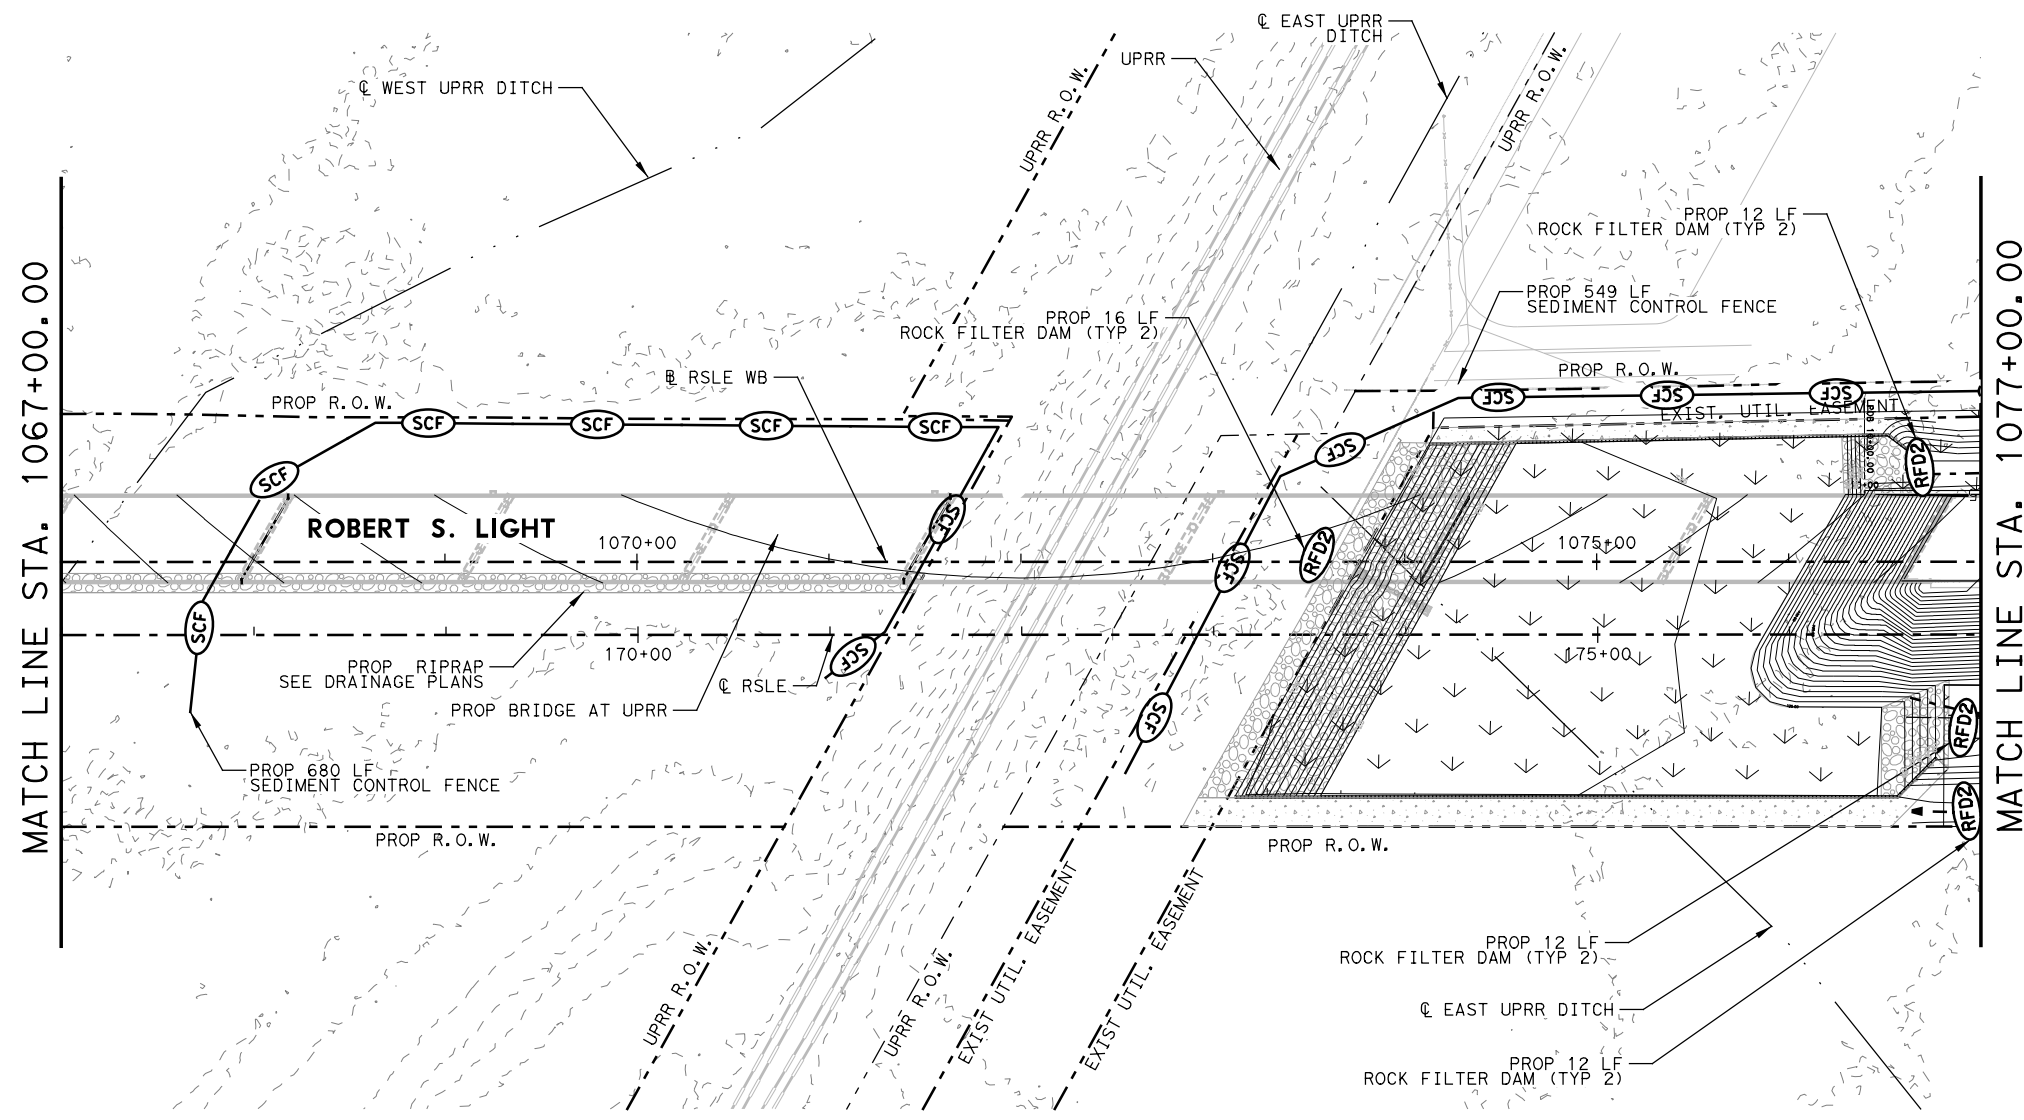 ℄ EAST UPRR
DITCH
UPRR
℄ WEST UPRR DITCH
UPRR R.O.W.
UPRR R.O.W.
PROP 12 LF
ROCK FILTER DAM (TYP 2)
PROP 549 LF
SEDIMENT CONTROL FENCE
PROP 16 LF
ROCK FILTER DAM (TYP 2)
MATCH LINE STA. 1067+00.00
MATCH LINE STA. 1077+00.00
PROP R.O.W.
RSLE WB
PROP R.O.W.
EXIST. UTIL. EASEMENT
SCF
SCF
SCF
SCF
SCF
SCF
SCF
SCF
SCF
SCF
RFD2
SCF
ROBERT S. LIGHT
1070+00
SCF
RFD2
1075+00
SCF
170+00
175+00
SCF
PROP RIPRAP
SEE DRAINAGE PLANS
℄ RSLE
PROP BRIDGE AT UPRR
SCF
RFD2
PROP 680 LF
SEDIMENT CONTROL FENCE
RFD2
PROP R.O.W.
PROP R.O.W.
UPRR R.O.W.
UPRR R.O.W.
EXIST UTIL. EASEMENT
EXIST UTIL. EASEMENT
PROP 12 LF
ROCK FILTER DAM (TYP 2)
℄ EAST UPRR DITCH
PROP 12 LF
ROCK FILTER DAM (TYP 2)